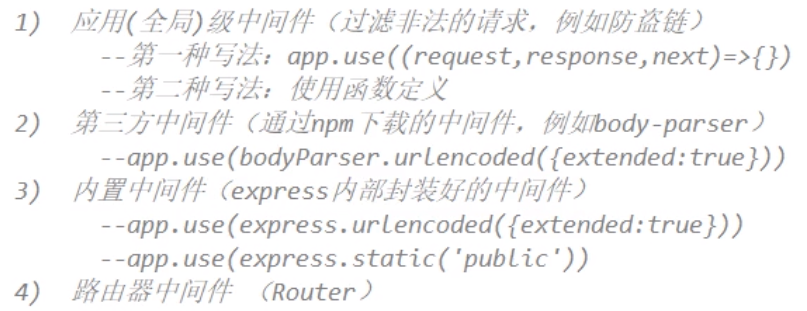 1) 应用(全局)级中间件（过滤非法的请求，例如防盗链）
--第一种写法：app.use((request,response,next)=>{})
--第二种写法：使用函数定义
2) 第三方中间件（通过npm下载的中间件，例如body-parser）
--app.use(bodyParser.urlencoded({extended:true}))
3) 内置中间件（express内部封装好的中间件）
--app.use(express.urlencoded({extended:true}))
--app.use(express.static('public'))
4) 路由器中间件 （Router）